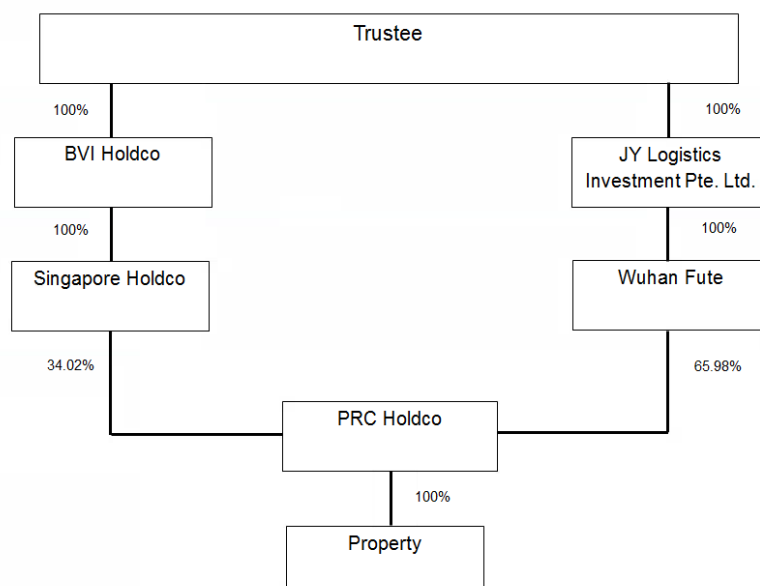 Trustee
100%
100%
BVI Holdco
JY Logistics
Investment Pte. Ltd.
100%
100%
Singapore Holdco
Wuhan Fute
34.02%
65.98%
PRC Holdco
100%
Property